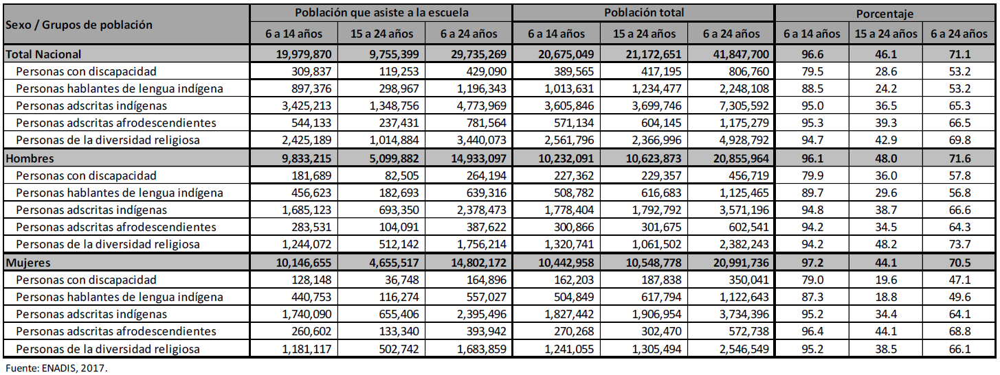 Sexo / Grupos de población Población que asiste a la escuela Población total Porcentaje
6 a 14 años 15 a 24 años 6 a 24 años 6 a 14 años 15 a 24 años 6 a 24 años 6 a 14 años 15 a 24 años 6 a 24 años
Total Nacional 19,979,870 9,755,399 29,735,269 20,675,049 21,172,651 41,847,700 96.6 46.1 71.1
Personas con discapacidad 309,837 119,253 429,090 389,565 417,195 806,760 79.5 28.6 53.2
Personas hablantes de lengua indígena 897,376 298,967 1,196,343 1,013,631 1,234,477 2,248,108 88.5 24.2 53.2
Personas adscritas indígenas 3,425,213 1,348,756 4,773,969 3,605,846 3,699,746 7,305,592 95.0 36.5 65.3
Personas adscritas afrodescendientes 544,133 237,431 781,564 571,134 604,145 1,175,279 95.3 39.3 66.5
Personas de la diversidad religiosa 2,425,189 1,014,884 3,440,073 2,561,796 2,366,996 4,928,792 94.7 42.9 69.8
Hombres 9,833,215 5,099,882 14,933,097 10,232,091 10,623,873 20,855,964 96.1 48.0 71.6
Personas con discapacidad 181,689 82,505 264,194 227,362 229,357 456,719 79.9 36.0 57.8
Personas hablantes de lengua indígena 456,623 182,693 639,316 508,782 616,683 1,125,465 89.7 29.6 56.8
Personas adscritas indígenas 1,685,123 693,350 2,378,473 1,778,404 1,792,792 3,571,196 94.8 38.7 66.6
Personas adscritas afrodescendientes 283,531 104,091 387,622 300,866 301,675 602,541 94.2 34.5 64.3
Personas de la diversidad religiosa 1,244,072 512,142 1,756,214 1,320,741 1,061,502 2,382,243 94.2 48.2 73.7
Mujeres 10,146,655 4,655,517 14,802,172 10,442,958 10,548,778 20,991,736 97.2 44.1 70.5
Personas con discapacidad 128,148 36,748 164,896 162,203 187,838 350,041 79.0 19.6 47.1
Personas hablantes de lengua indígena 440,753 116,274 557,027 504,849 617,794 1,122,643 87.3 18.8 49.6
Personas adscritas indígenas 1,740,090 655,406 2,395,496 1,827,442 1,906,954 3,734,396 95.2 34.4 64.1
Personas adscritas afrodescendientes 260,602 133,340 393,942 270,268 302,470 572,738 96.4 44.1 68.8
Personas de la diversidad religiosa 1,181,117 502,742 1,683,859 1,241,055 1,305,494 2,546,549 95.2 38.5 66.1
Fuente: ENADIS, 2017.